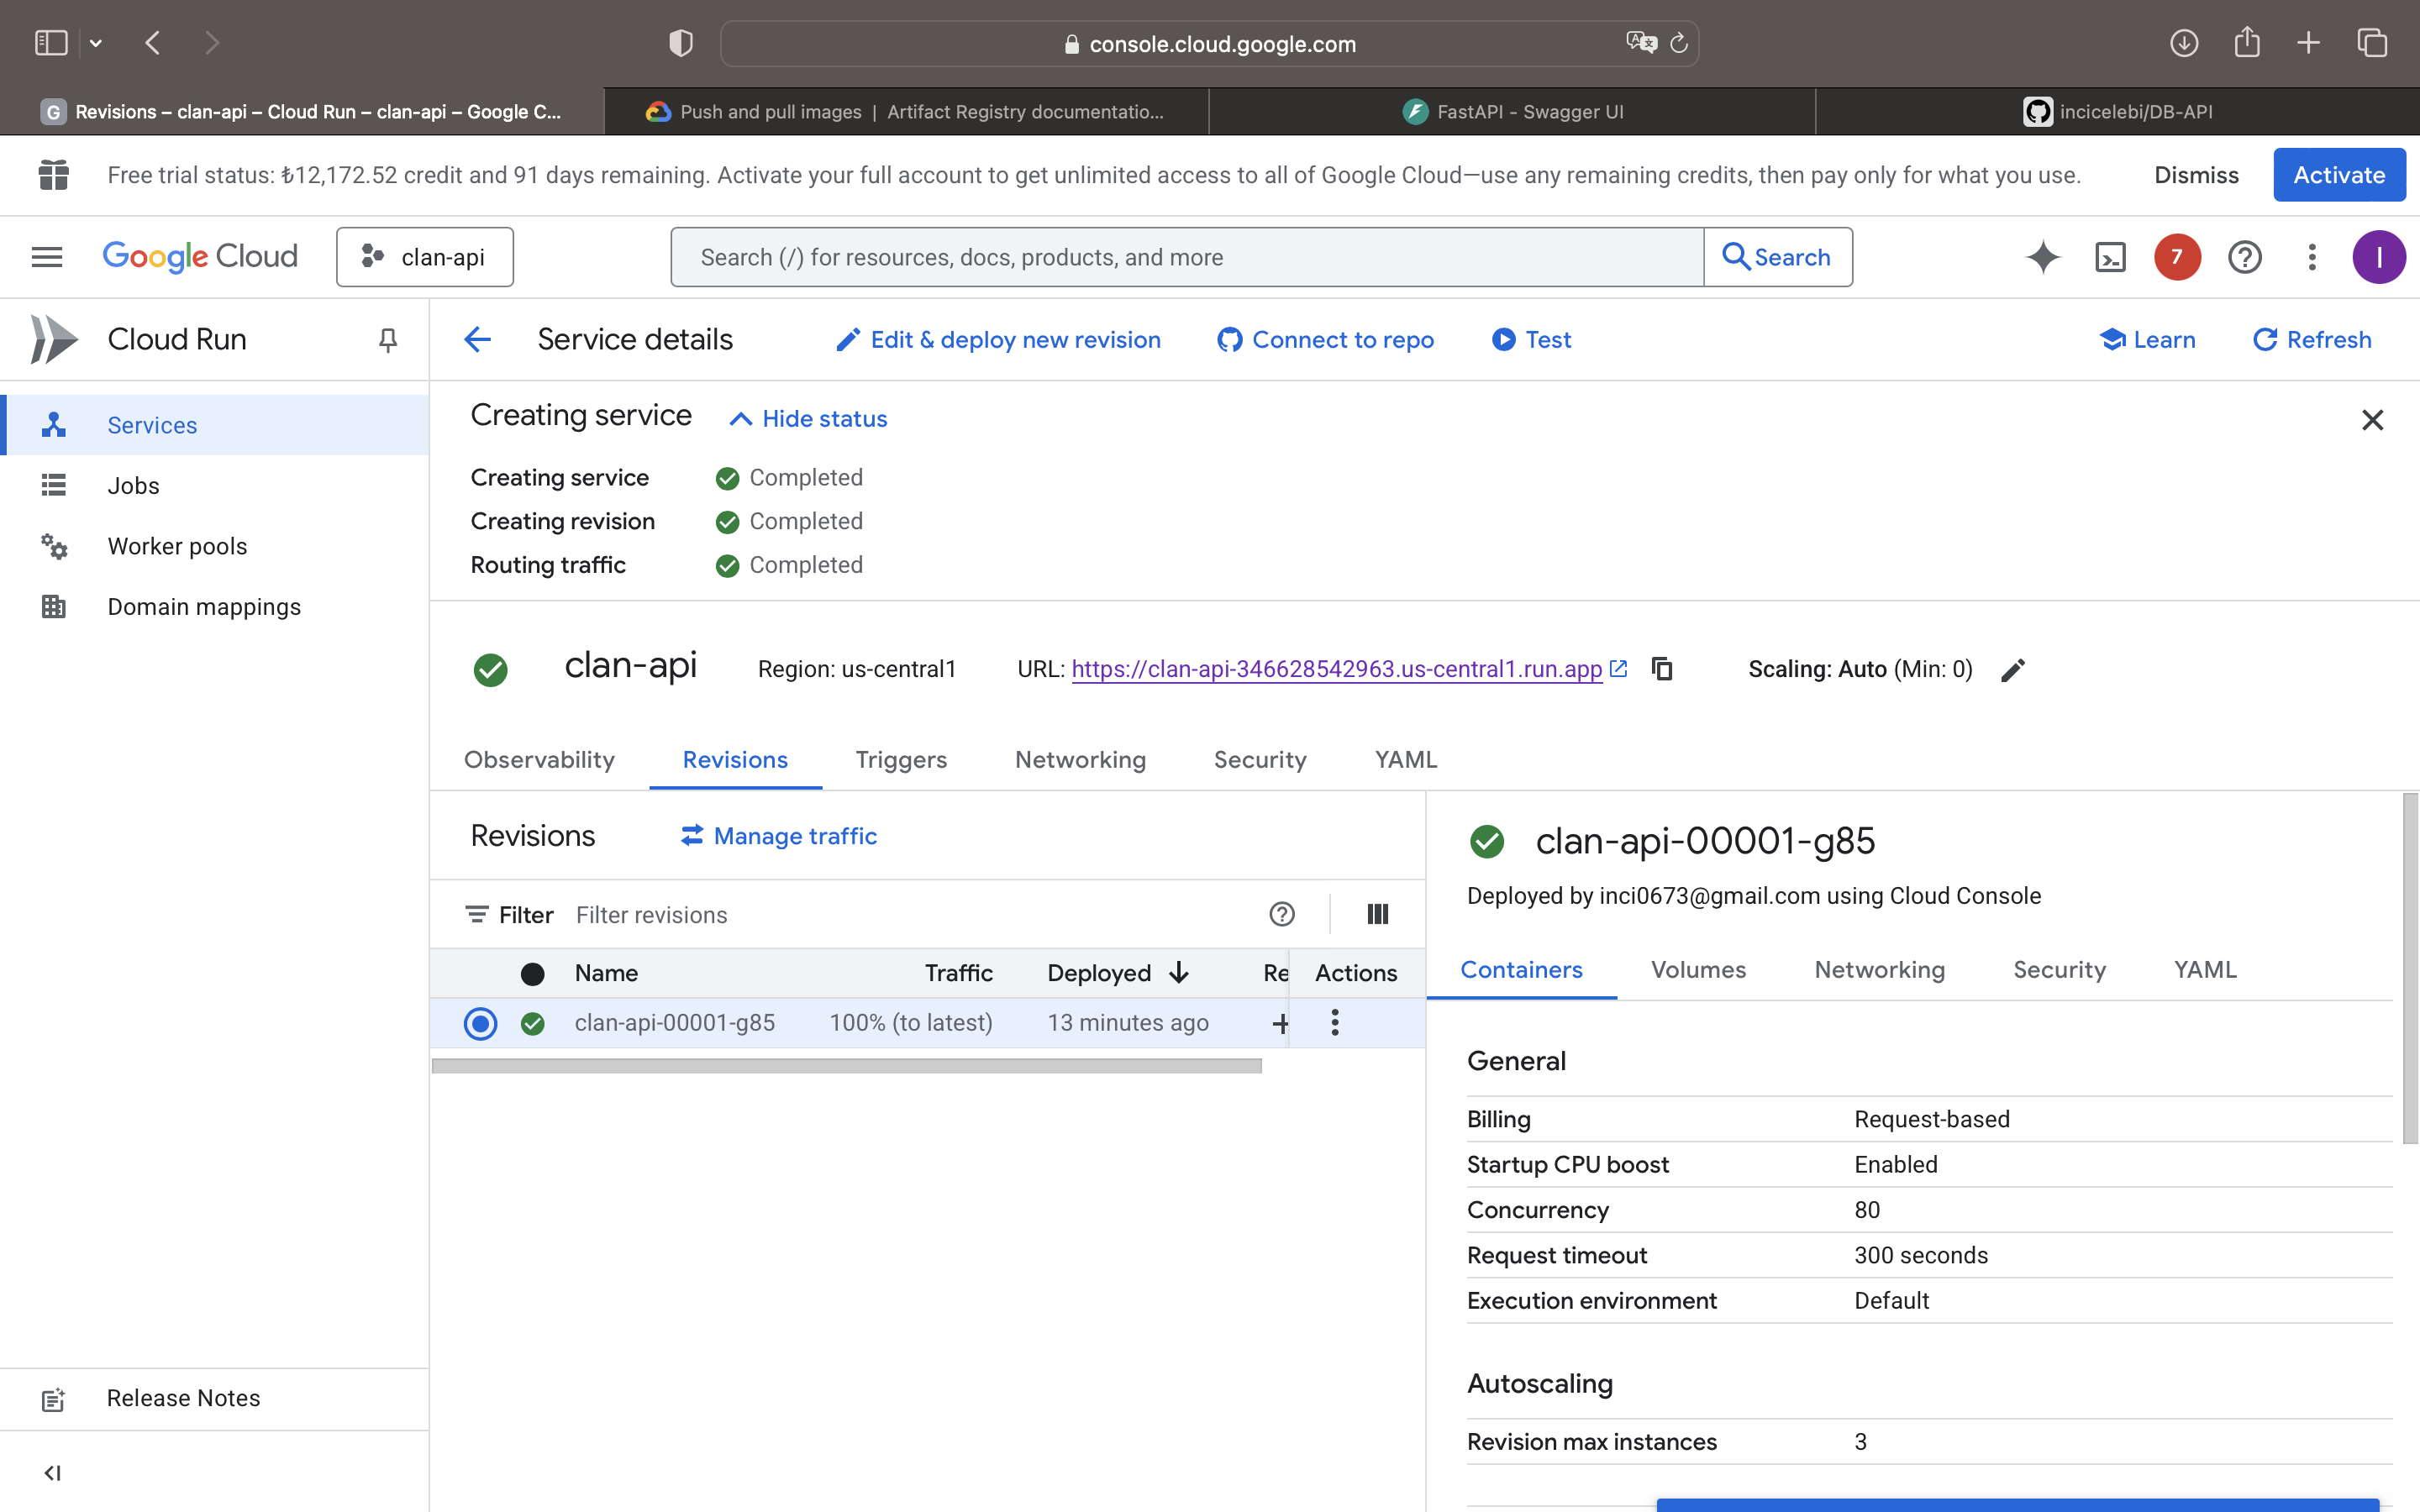 console.cloud.google.com
G Revisions – clan-api – Cloud Run – clan-api – Google C...
Push and pull images | Artifact Registry documentatio...
FastAPI - Swagger UI
incicelebi/DB-API
Free trial status: ₺12,172.52 credit and 91 days remaining. Activate your full account to get unlimited access to all of Google Cloud—use any remaining credits, then pay only for what you use.
Dismiss
Activate
Google Cloud
clan-api
Search (/) for resources, docs, products, and more
Search
7
I
Cloud Run
Service details
Edit & deploy new revision
Connect to repo
Test
Learn
Refresh
Services
Jobs
Worker pools
Domain mappings
Release Notes
Creating service
Hide status
Creating service Completed
Creating revision Completed
Routing traffic Completed
clan-api
Region: us-central1
URL: https://clan-api-346628542963.us-central1.run.app
Scaling: Auto (Min: 0)
Observability
Revisions
Triggers
Networking
Security
YAML
Revisions
Manage traffic
Filter Filter revisions
Name Traffic Deployed Re Actions
clan-api-00001-g85 100% (to latest) 13 minutes ago +
clan-api-00001-g85
Deployed by inci0673@gmail.com using Cloud Console
Containers
Volumes
Networking
Security
YAML
General
Billing Request-based
Startup CPU boost Enabled
Concurrency 80
Request timeout 300 seconds
Execution environment Default
Autoscaling
Revision max instances 3